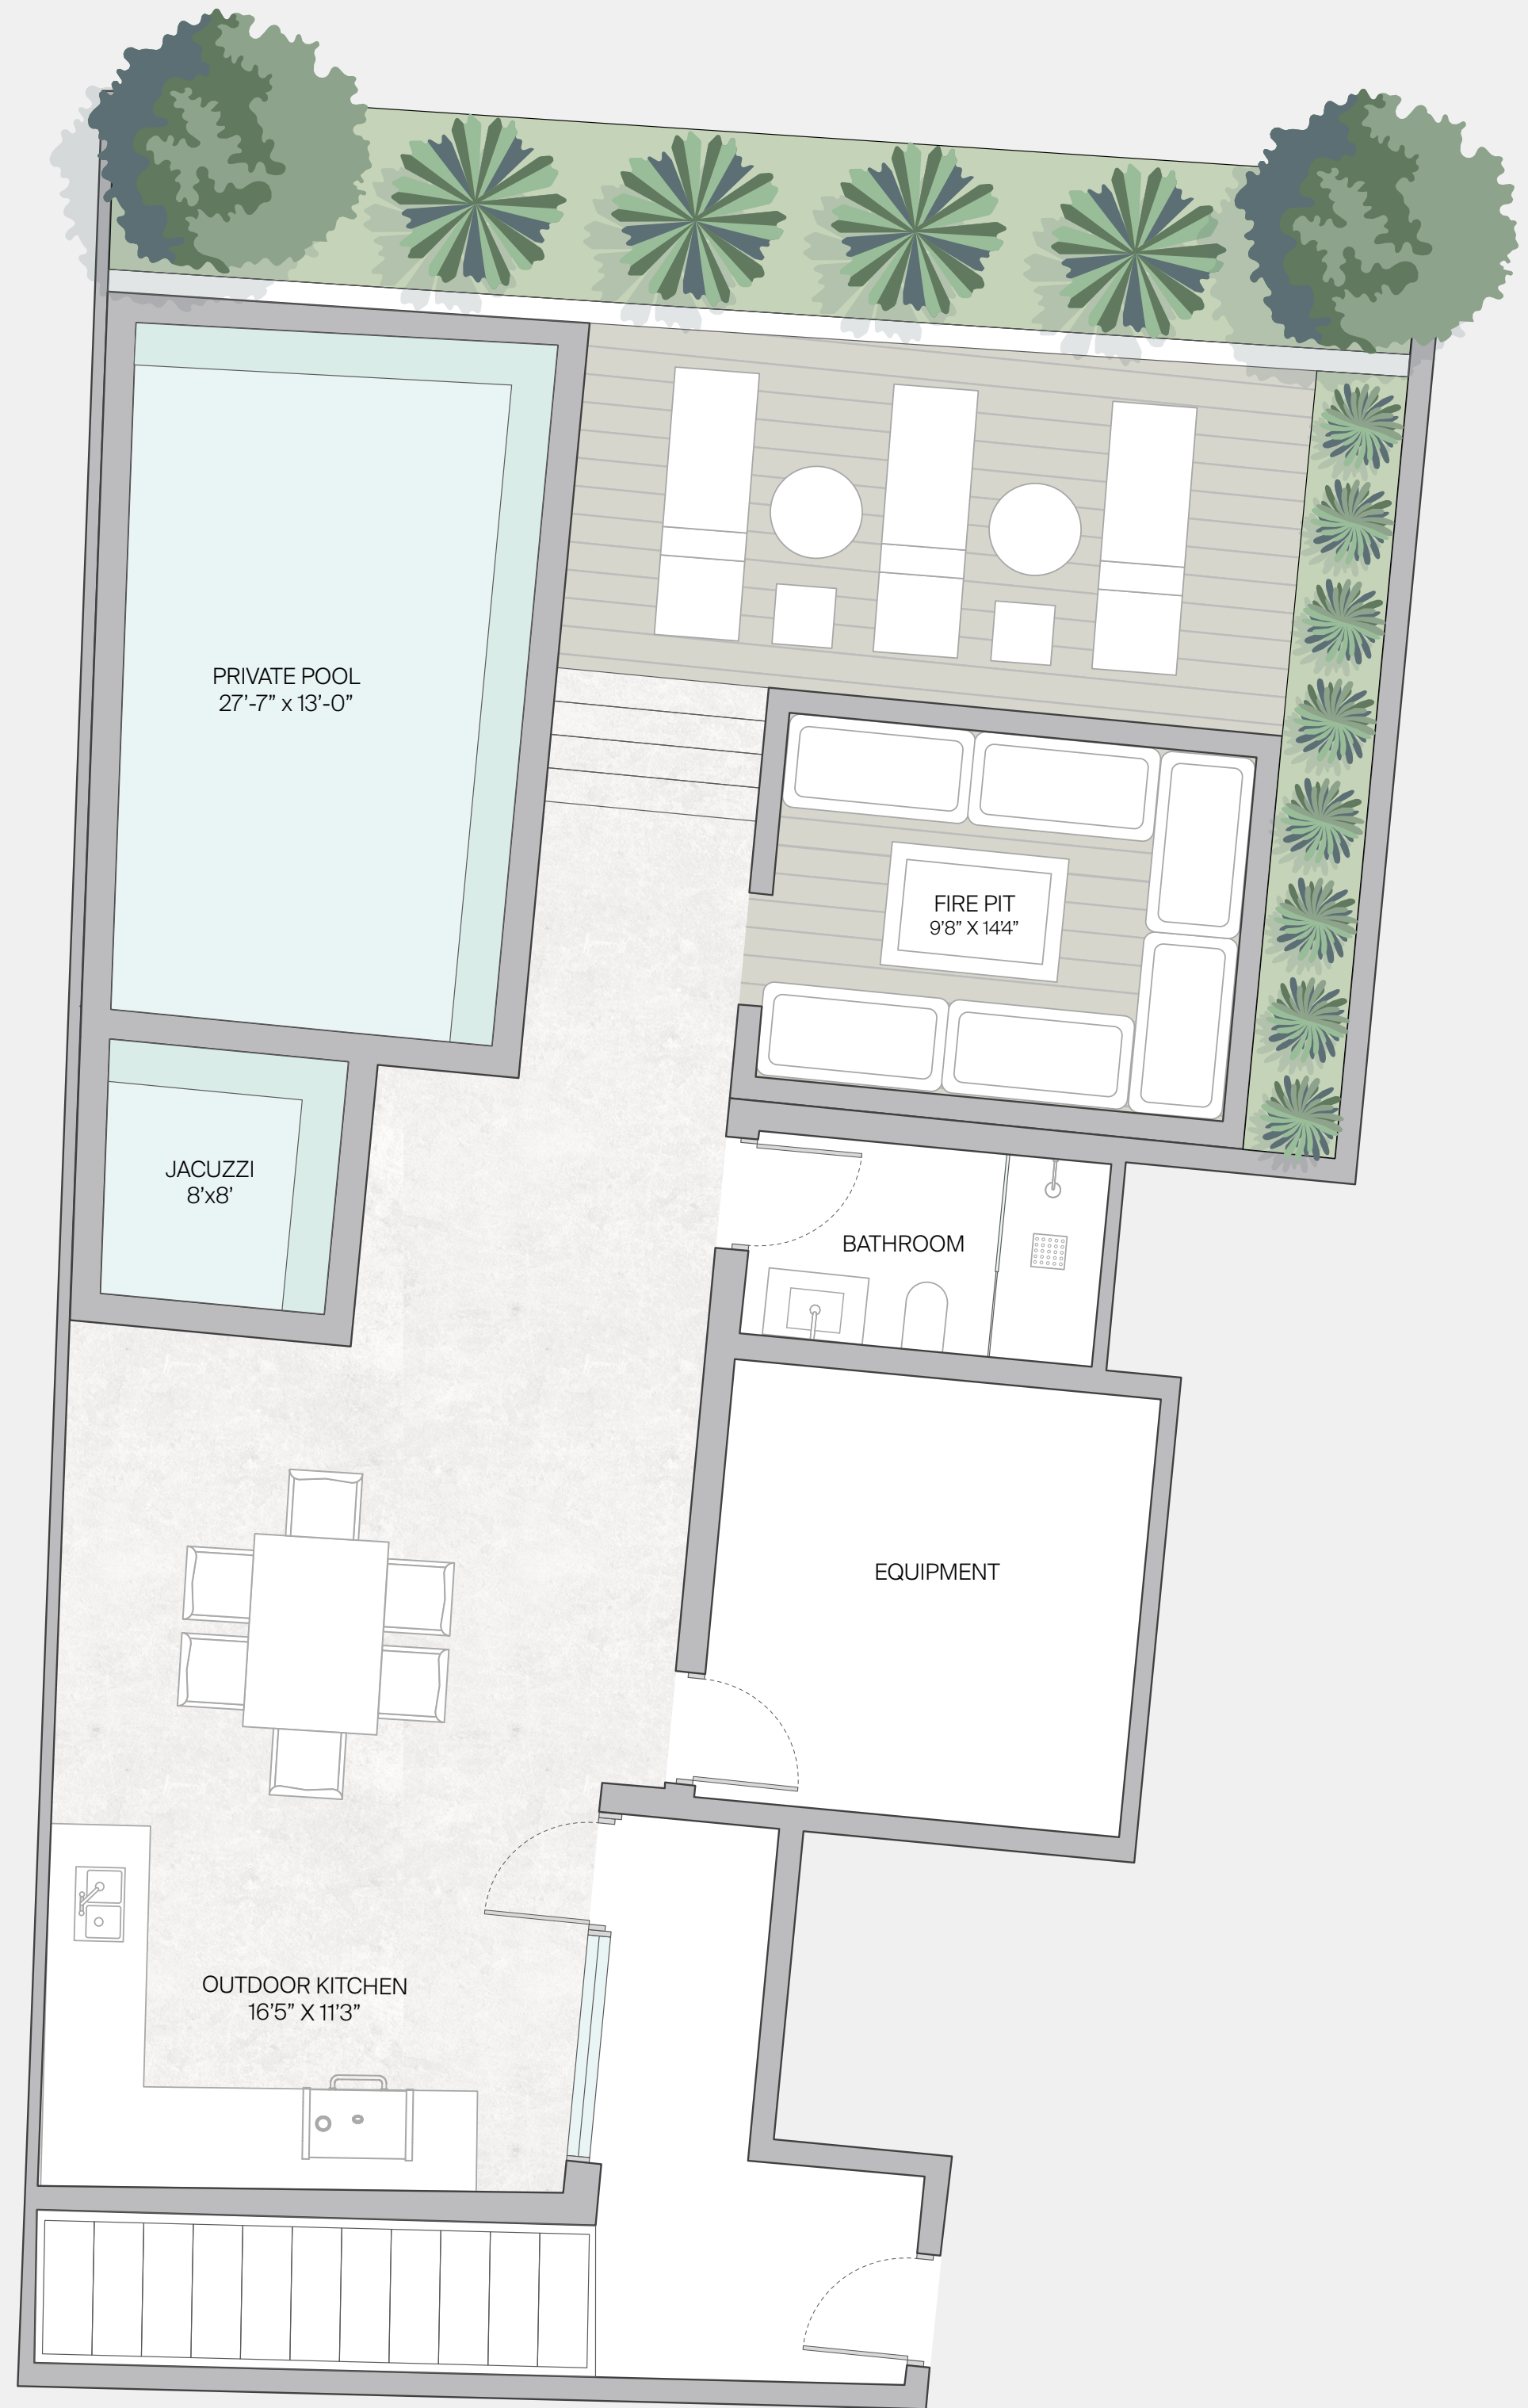 PRIVATE POOL
27'-7” x 13’-0”
FIRE PIT
9’8” X 14’4”
JACUZZI
8’x8’
BATHROOM
EQUIPMENT
OUTDOOR KITCHEN
16’5” X 11’3”